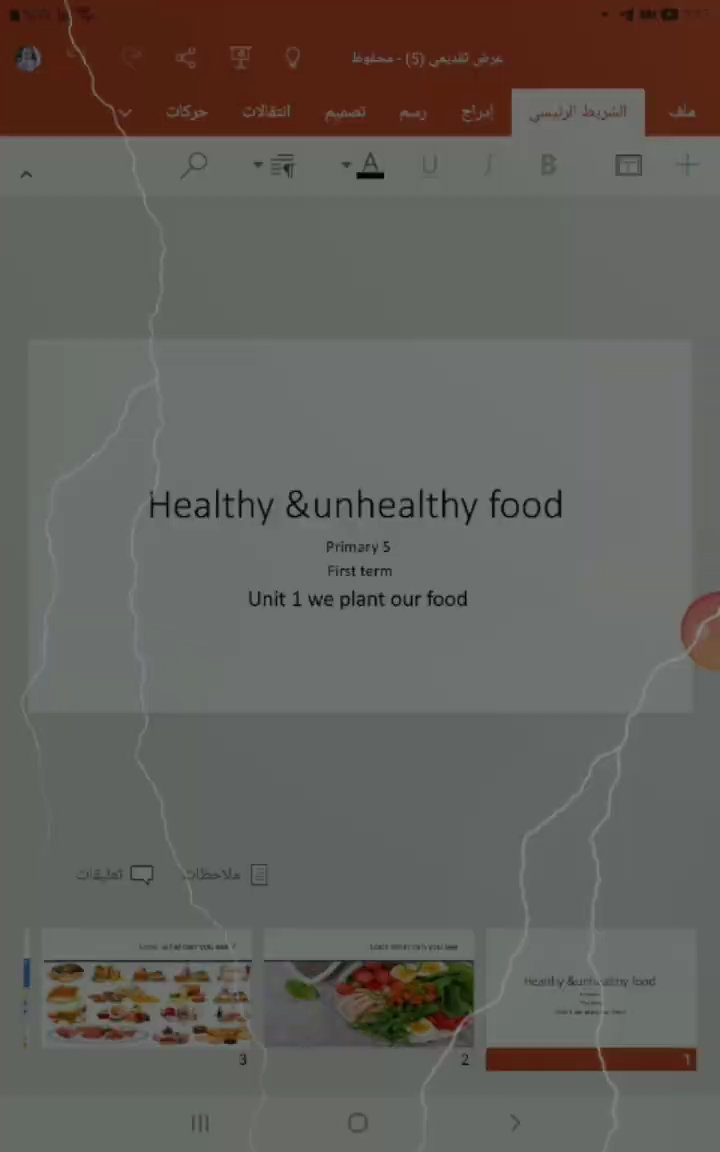 عرض تقديمي (5) - محفوظ
ملف الشريط الرئيسي إدراج رسم تصميم انتقالات حركات
A U I B
Healthy &unhealthy food
Primary 5
First term
Unit 1 we plant our food
ملاحظات تعليقات
Healthy &unhealthy food
1
2
3